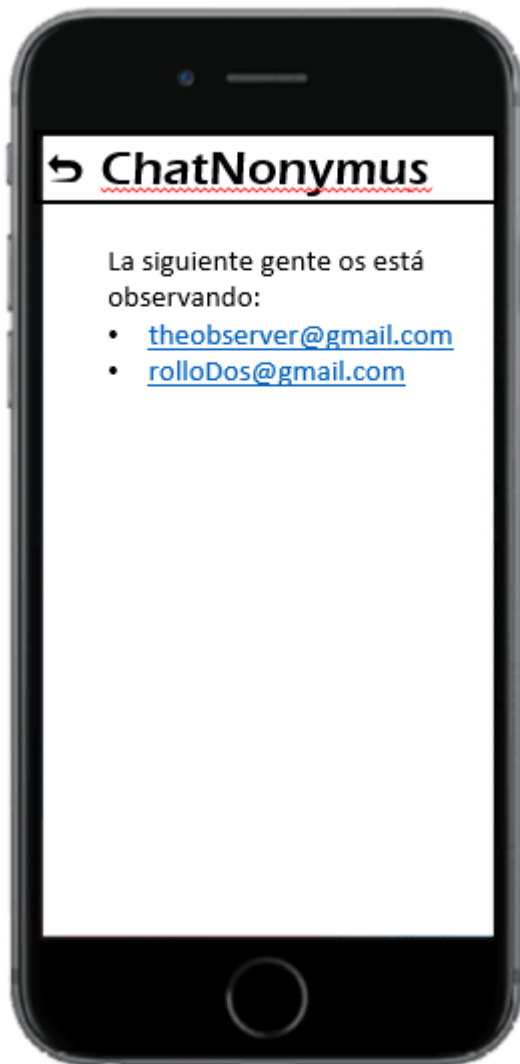 ChatNonymus
La siguiente gente os está
observando:
• theobserver@gmail.com
• rolloDos@gmail.com